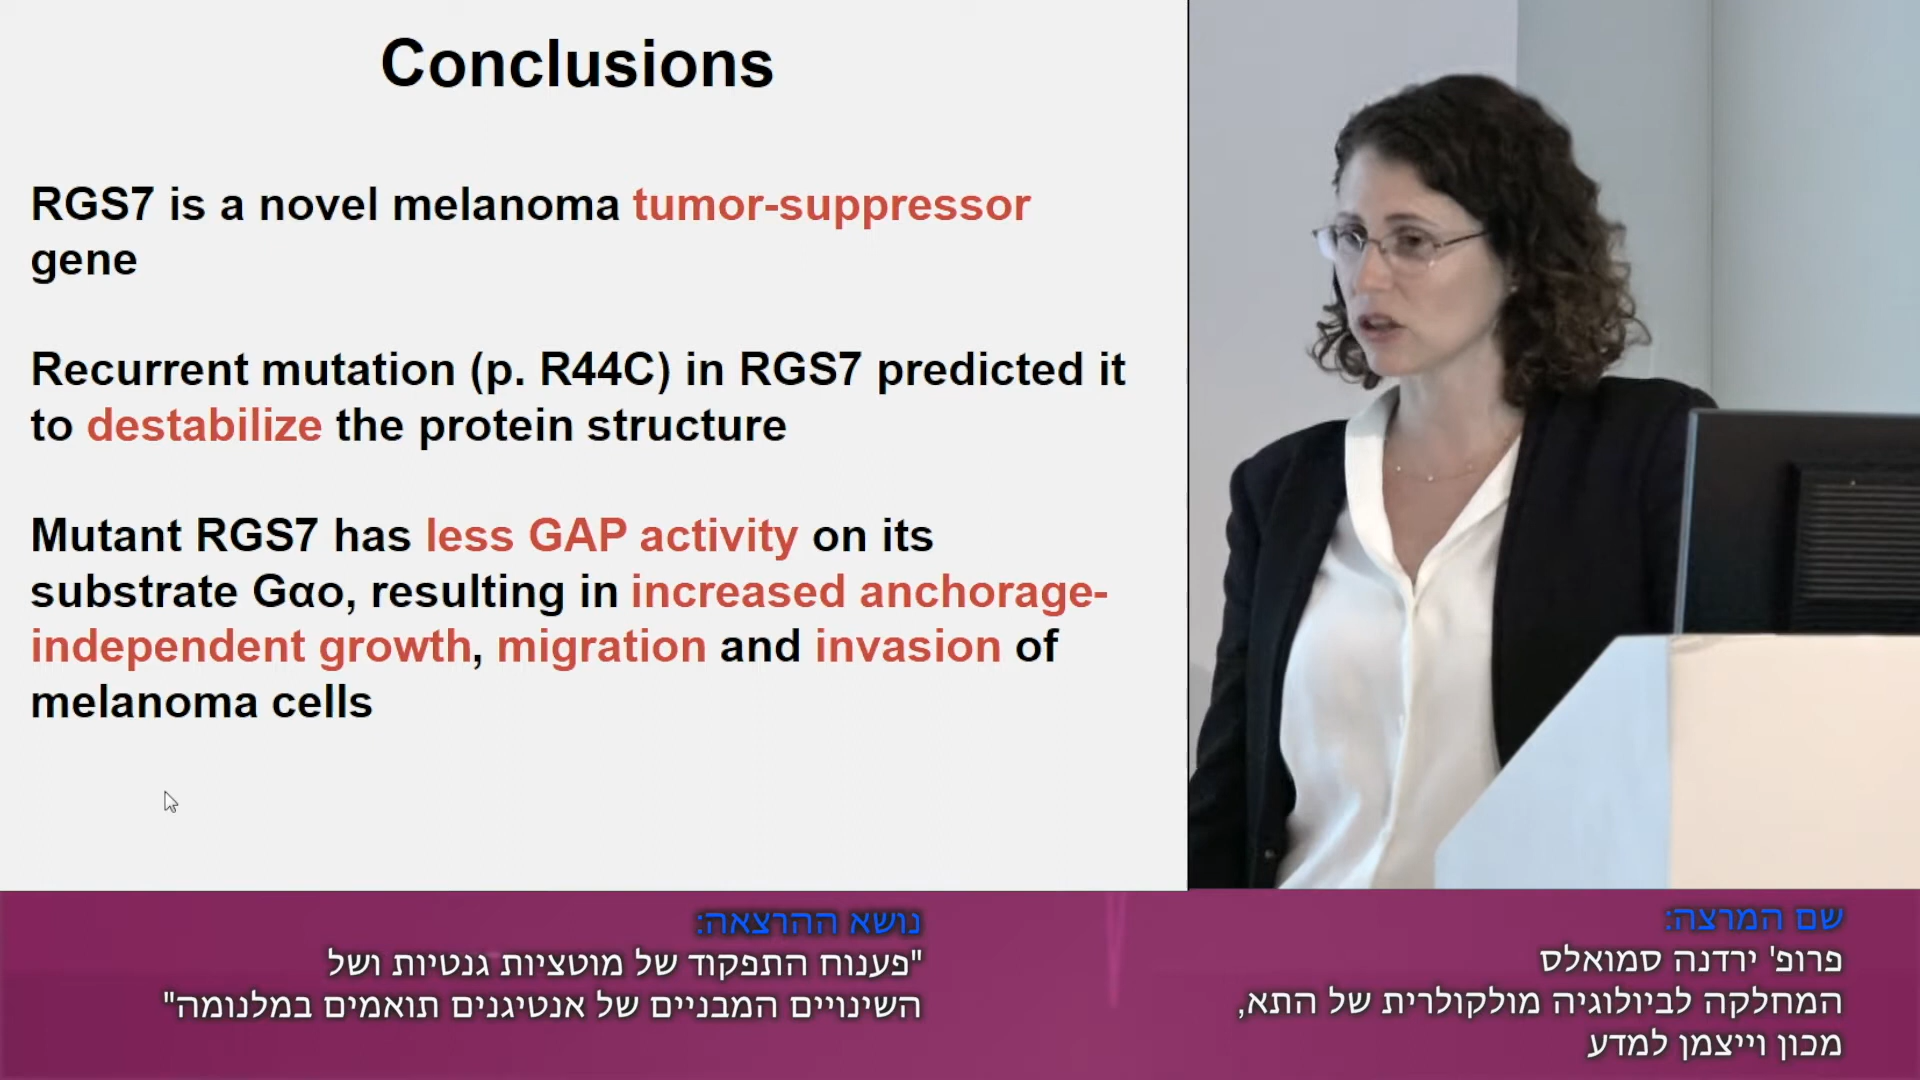 Conclusions
RGS7 is a novel melanoma tumor-suppressor
gene
Recurrent mutation (p. R44C) in RGS7 predicted it
to destabilize the protein structure
Mutant RGS7 has less GAP activity on its
substrate Gαo, resulting in increased anchorage-
independent growth, migration and invasion of
melanoma cells
שם המרצה:
פרופ' ירדנה סמואלס
המחלקה לביולוגיה מולקולרית של התא,
מכון וייצמן למדע
נושא ההרצאה:
"פענוח התפקוד של מוטציות גנטיות ושל
השינויים המבניים של אנטיגנים תואמים במלנומה"